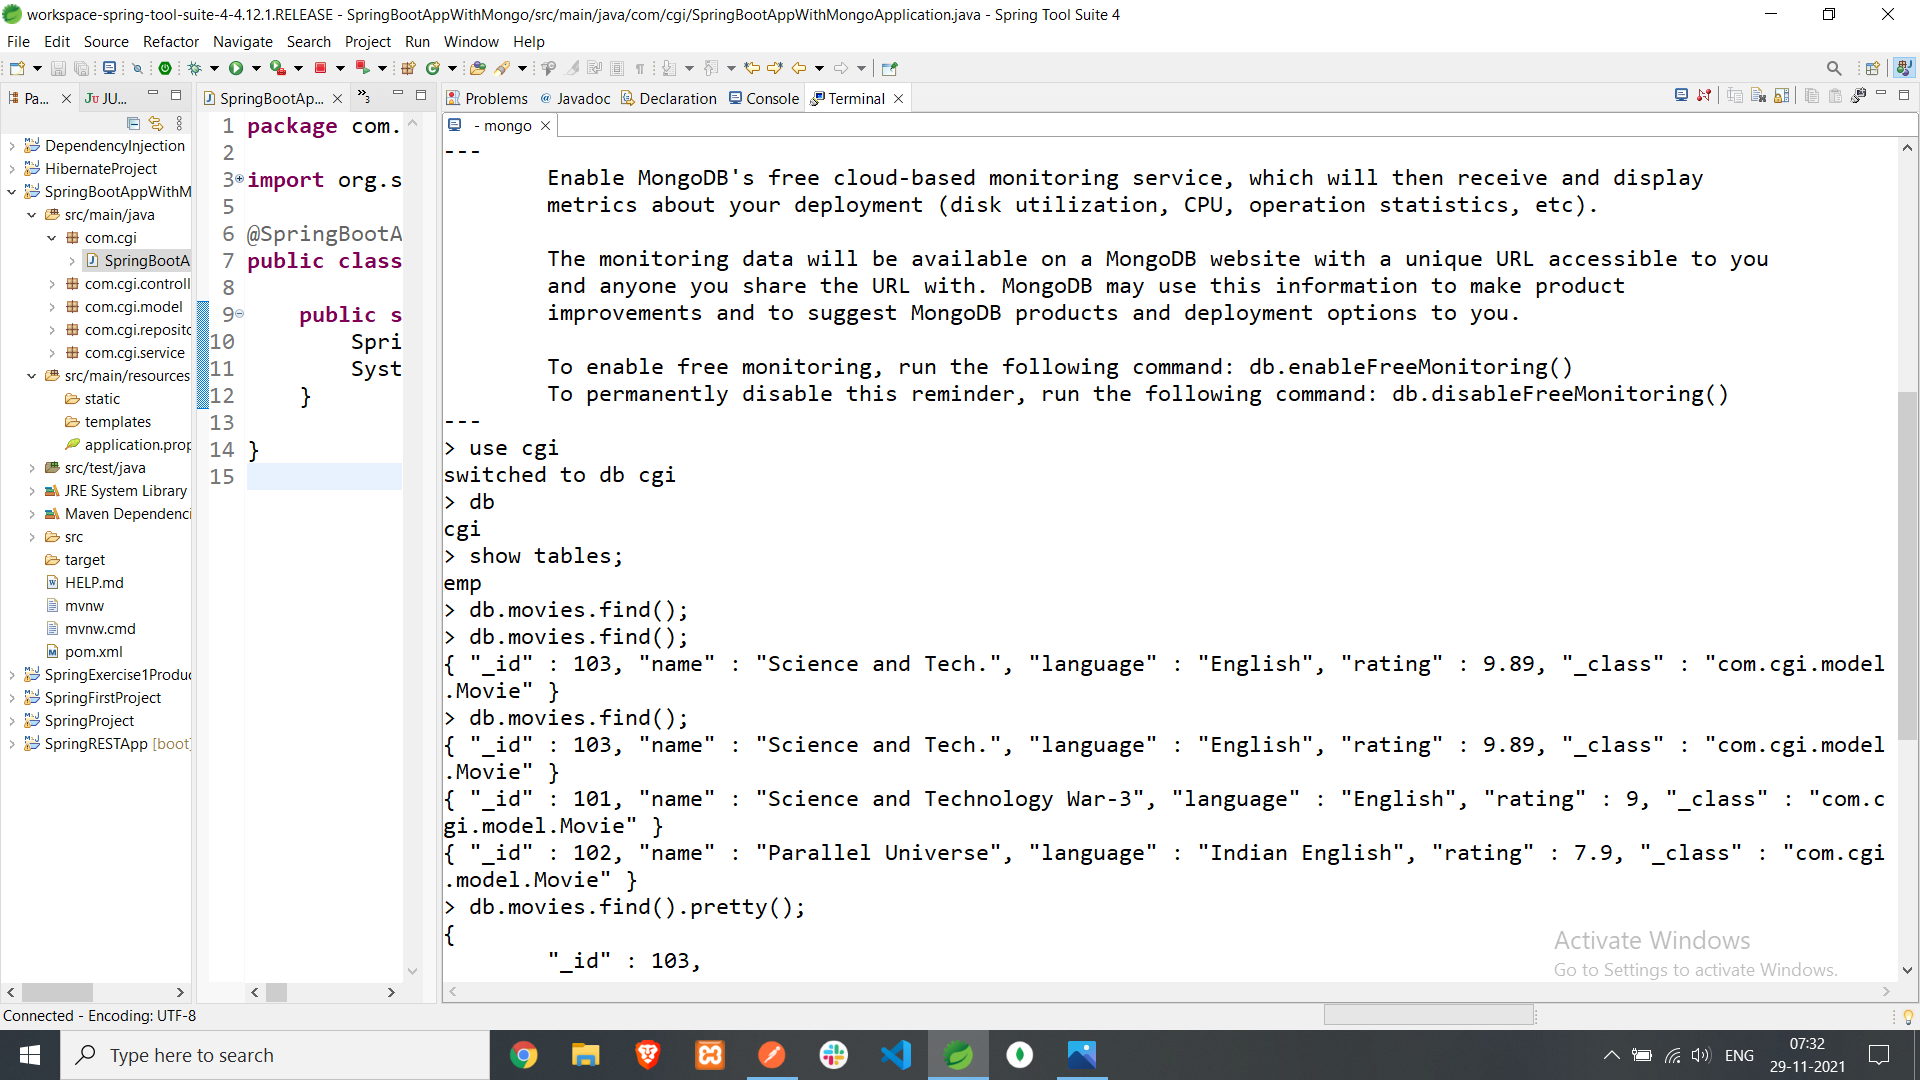 workspace-spring-tool-suite-4-4.12.1.RELEASE - SpringBootAppWithMongo/src/main/java/com/cgi/SpringBootAppWithMongoApplication.java - Spring Tool Suite 4
File Edit Source Refactor Navigate Search Project Run Window Help
Pa... JU... SpringBootAp... 3
Problems Javadoc Declaration Console Terminal
- mongo
DependencyInjection
HibernateProject
SpringBootAppWithM
src/main/java
com.cgi
SpringBootA
com.cgi.controll
com.cgi.model
com.cgi.reposito
com.cgi.service
src/main/resources
static
templates
application.prop
src/test/java
JRE System Library
Maven Dependenci
src
target
HELP.md
mvnw
mvnw.cmd
pom.xml
SpringExercise1Produc
SpringFirstProject
SpringProject
SpringRESTApp [boot]
1 package com.
2
3 import org.s
5
6 @SpringBootA
7 public class
8
9 public s
10 Spri
11 Syst
12 }
13
14 }
15
---
Enable MongoDB's free cloud-based monitoring service, which will then receive and display
metrics about your deployment (disk utilization, CPU, operation statistics, etc).
The monitoring data will be available on a MongoDB website with a unique URL accessible to you
and anyone you share the URL with. MongoDB may use this information to make product
improvements and to suggest MongoDB products and deployment options to you.
To enable free monitoring, run the following command: db.enableFreeMonitoring()
To permanently disable this reminder, run the following command: db.disableFreeMonitoring()
---
> use cgi
switched to db cgi
> db
cgi
> show tables;
emp
> db.movies.find();
> db.movies.find();
{ "_id" : 103, "name" : "Science and Tech.", "language" : "English", "rating" : 9.89, "_class" : "com.cgi.model
.Movie" }
> db.movies.find();
{ "_id" : 103, "name" : "Science and Tech.", "language" : "English", "rating" : 9.89, "_class" : "com.cgi.model
.Movie" }
{ "_id" : 101, "name" : "Science and Technology War-3", "language" : "English", "rating" : 9, "_class" : "com.c
gi.model.Movie" }
{ "_id" : 102, "name" : "Parallel Universe", "language" : "Indian English", "rating" : 7.9, "_class" : "com.cgi
.model.Movie" }
> db.movies.find().pretty();
{
"_id" : 103,
Activate Windows
Go to Settings to activate Windows.
Connected - Encoding: UTF-8
Type here to search
ENG
07:32
29-11-2021